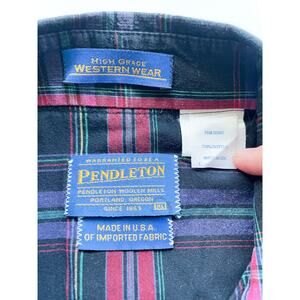 HIGH GRADE
WESTERN WEAR
WARRANTED TO BE A
PENDLETON
PENDLETON WOOLEN MILLS
PORTLAND, OREGON
SINCE 1863
MADE IN U.S.A.
OF IMPORTED FABRIC